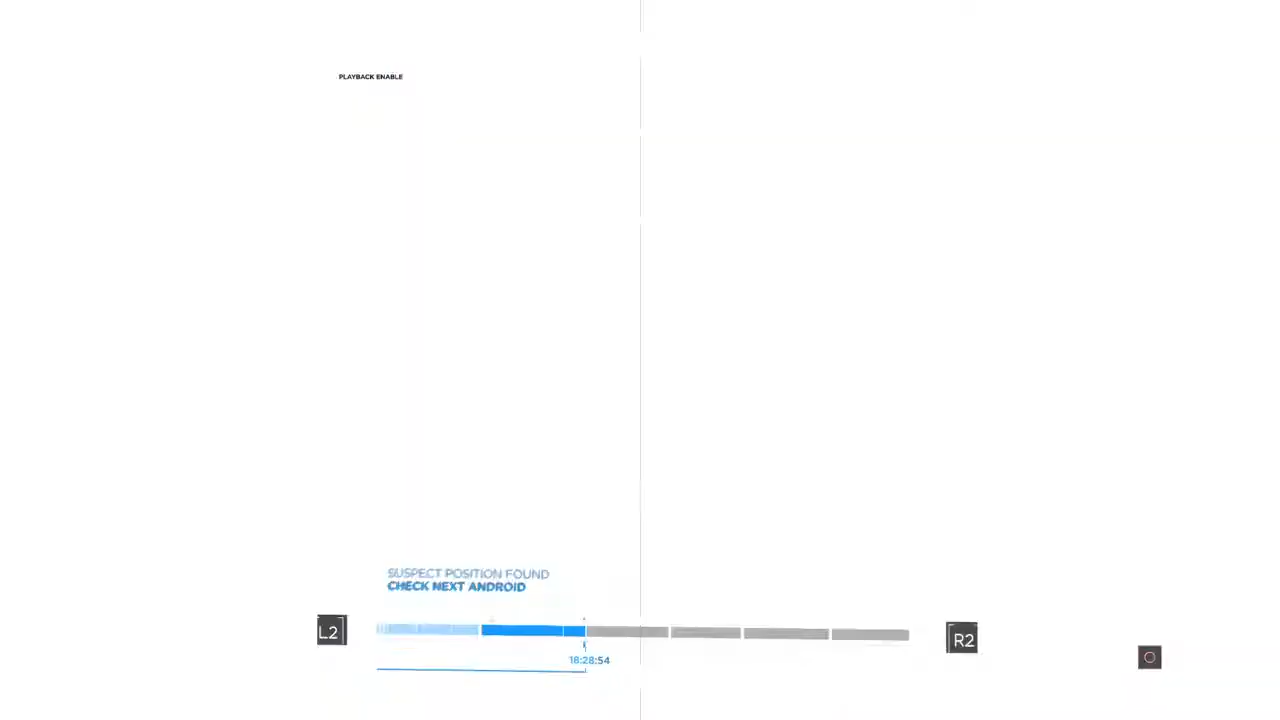 PLAYBACK ENABLE
SUSPECT POSITION FOUND
CHECK NEXT ANDROID
L2
R2
18:28:54